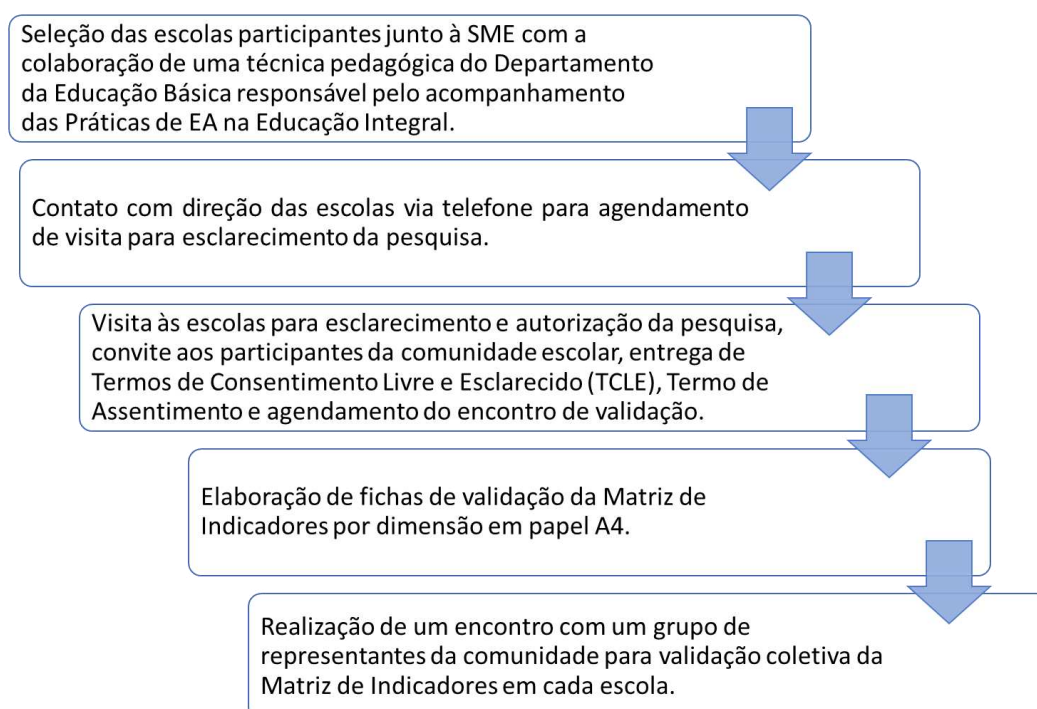 Seleção das escolas participantes junto à SME com a
colaboração de uma técnica pedagógica do Departamento
da Educação Básica responsável pelo acompanhamento
das Práticas de EA na Educação Integral.
Contato com direção das escolas via telefone para agendamento
de visita para esclarecimento da pesquisa.
Visita às escolas para esclarecimento e autorização da pesquisa,
convite aos participantes da comunidade escolar, entrega de
Termos de Consentimento Livre e Esclarecido (TCLE), Termo de
Assentimento e agendamento do encontro de validação.
Elaboração de fichas de validação da Matriz de
Indicadores por dimensão em papel A4.
Realização de um encontro com um grupo de
representantes da comunidade para validação coletiva da
Matriz de Indicadores em cada escola.